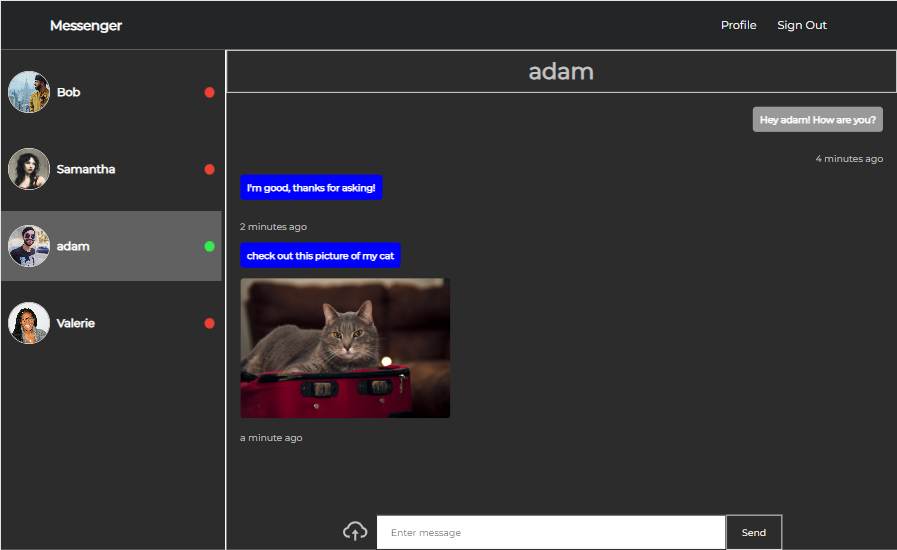 Messenger
Profile
Sign Out
Bob
Samantha
adam
Valerie
adam
Hey adam! How are you?
4 minutes ago
I'm good, thanks for asking!
2 minutes ago
check out this picture of my cat
a minute ago
Enter message
Send